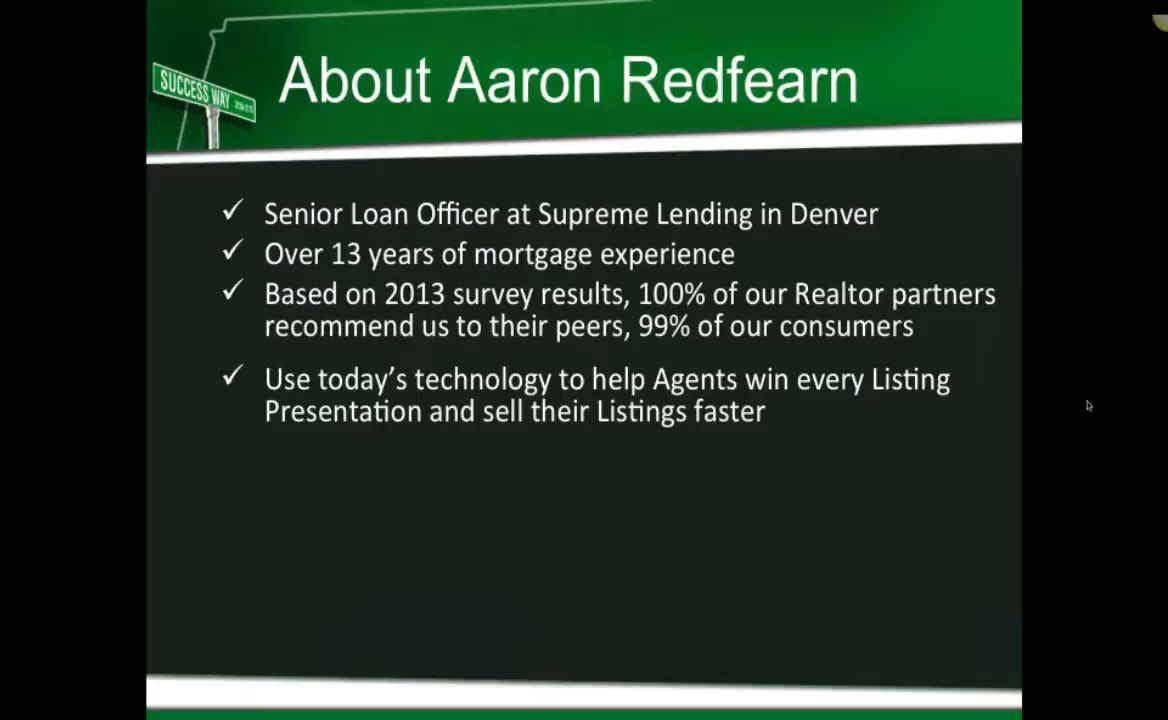 About Aaron Redfearn
SUCCESS WAY
✓ Senior Loan Officer at Supreme Lending in Denver
✓ Over 13 years of mortgage experience
✓ Based on 2013 survey results, 100% of our Realtor partners
recommend us to their peers, 99% of our consumers
✓ Use today's technology to help Agents win every Listing
Presentation and sell their Listings faster